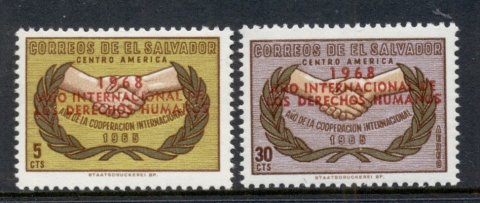 CORREOS DE EL SALVADOR
CENTRO AMERICA
1968
AÑO INTERNACIONAL DE
LOS DERECHOS HUMANOS
AÑO DE LA COOPERACION INTERNACIONAL
1965
5
CTS
STAATSDRUCKEREI BP.
CORREOS DE EL SALVADOR
CENTRO AMERICA
1968
AÑO INTERNACIONAL DE
LOS DERECHOS HUMANOS
AÑO DE LA COOPERACION INTERNACIONAL
1965
30
CTS
AEREO
STAATSDRUCKEREI BP.